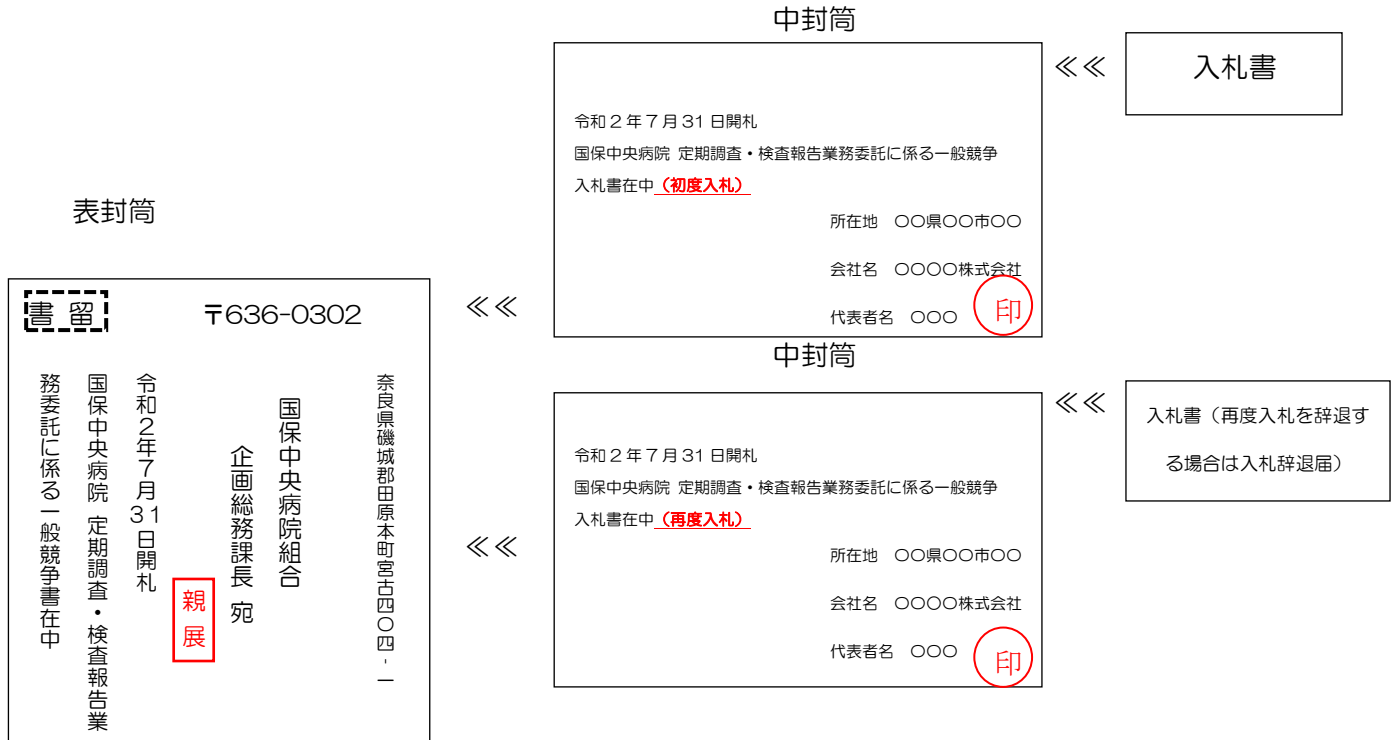 中封筒
≪≪
入札書
令和2年7月31日開札
国保中央病院 定期調査・検査報告業務委託に係る一般競争
入札書在中（初度入札）
所在地 〇〇県〇〇市〇〇
会社名 〇〇〇〇株式会社
代表者名 〇〇〇
印
表封筒
書留
〒636-0302
≪≪
奈良県磯城郡田原本町宮古四〇四-一
国保中央病院組合
企画総務課長 宛
親展
令和2年7月31日開札
国保中央病院 定期調査・検査報告業
務委託に係る一般競争書在中
中封筒
≪≪
入札書（再度入札を辞退す
る場合は入札辞退届）
令和2年7月31日開札
国保中央病院 定期調査・検査報告業務委託に係る一般競争
入札書在中（再度入札）
≪≪
所在地 〇〇県〇〇市〇〇
会社名 〇〇〇〇株式会社
代表者名 〇〇〇
印